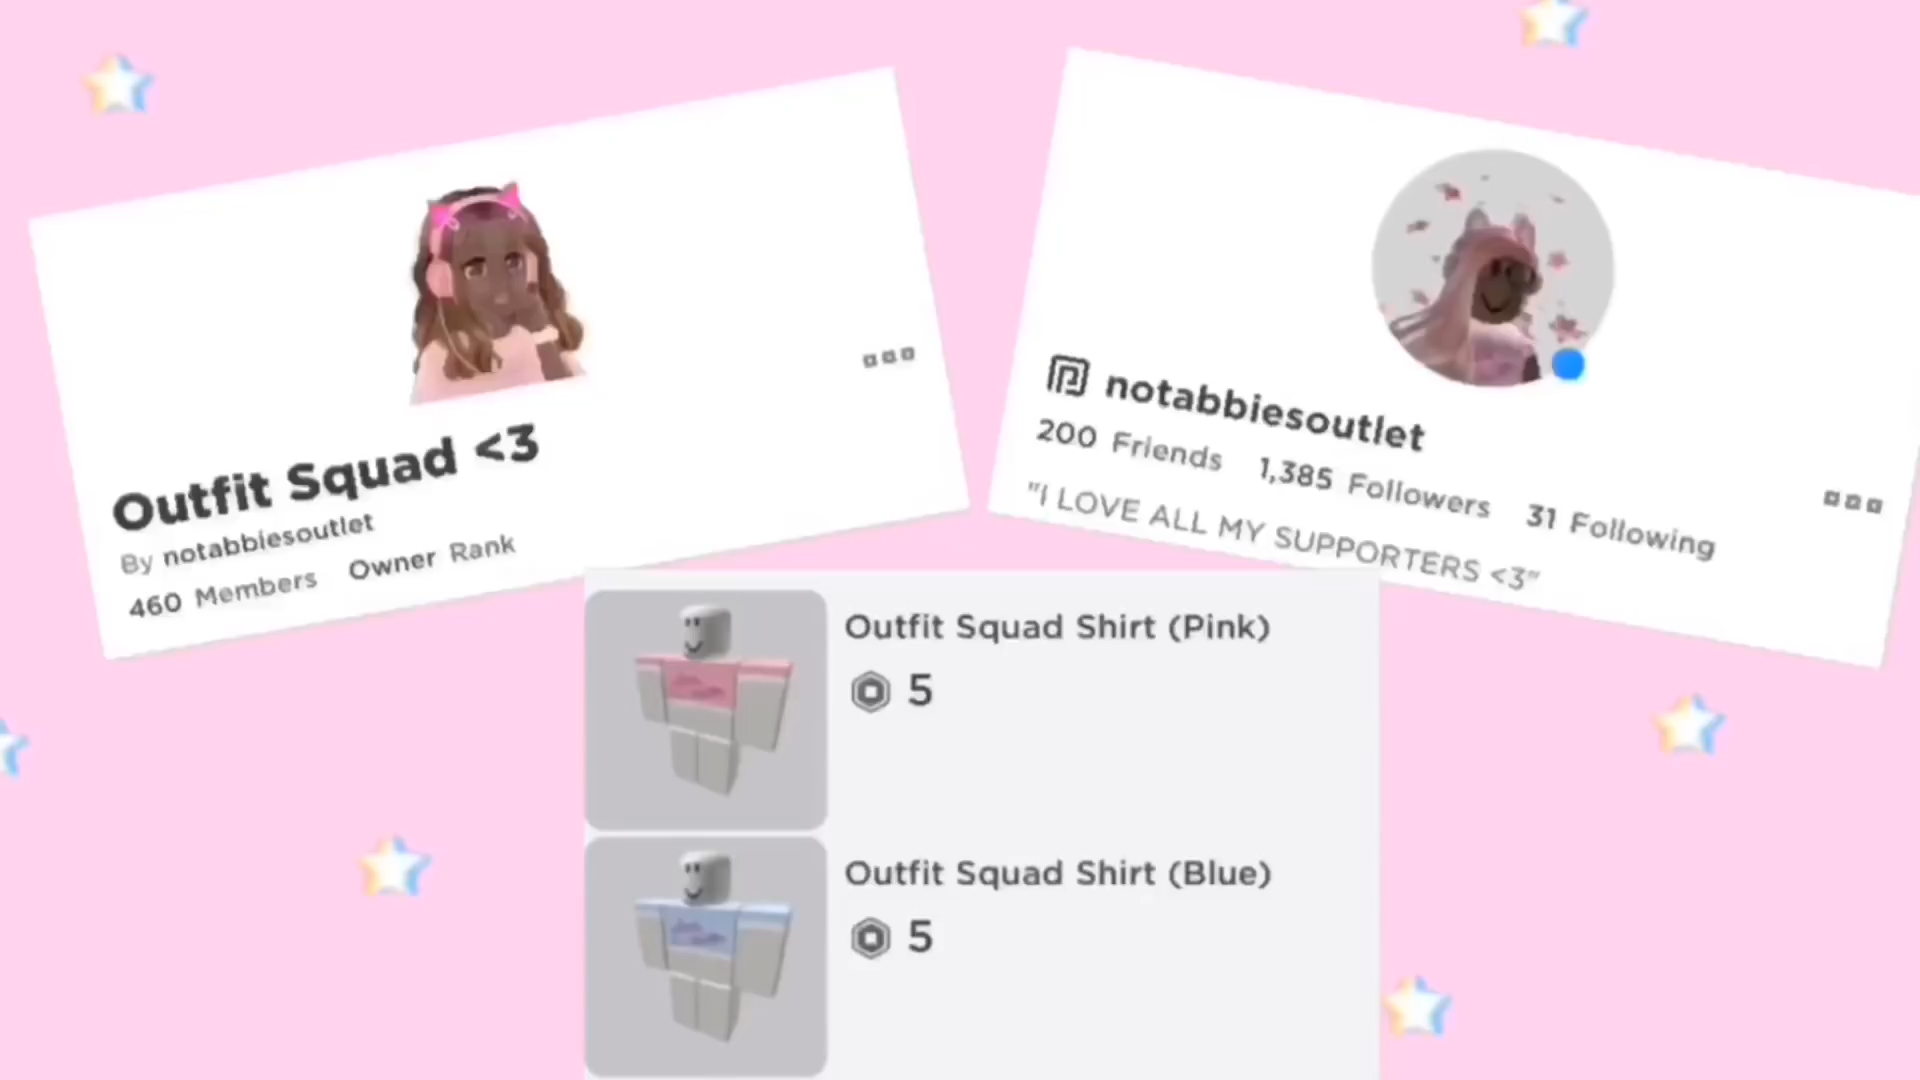 Outfit Squad <3
By notabbiesoutlet
460 Members Owner Rank
notabbiesoutlet
200 Friends 1,385 Followers 31 Following
"I LOVE ALL MY SUPPORTERS <3"
Outfit Squad Shirt (Pink)
5
Outfit Squad Shirt (Blue)
5